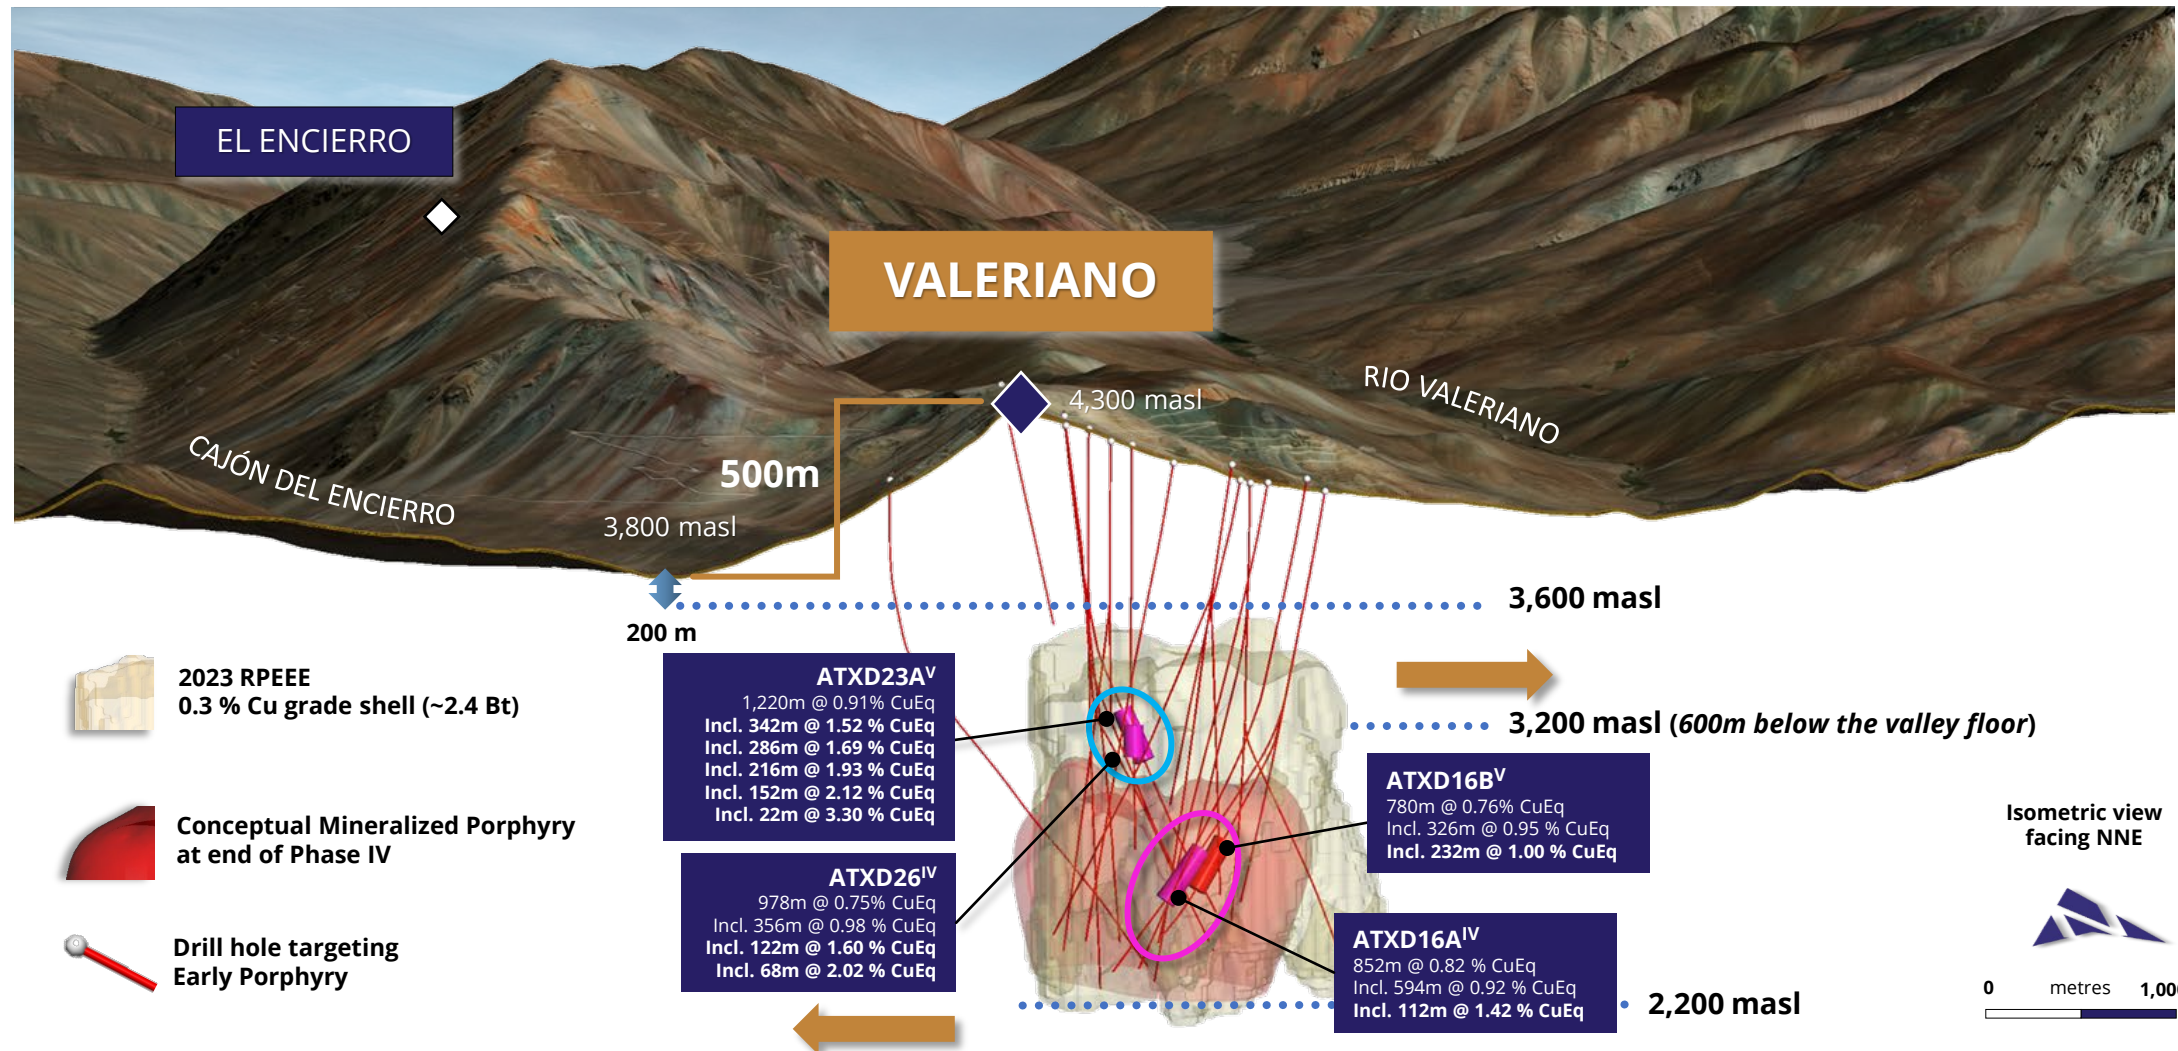 EL ENCIERRO
VALERIANO
4,300 masl
RIO VALERIANO
CAJÓN DEL ENCIERRO
500m
3,800 masl
200 m
3,600 masl
3,200 masl (600m below the valley floor)
2,200 masl
2023 RPEEE
0.3 % Cu grade shell (~2.4 Bt)
Conceptual Mineralized Porphyry
at end of Phase IV
Drill hole targeting
Early Porphyry
ATXD23AV
1,220m @ 0.91% CuEq
Incl. 342m @ 1.52 % CuEq
Incl. 286m @ 1.69 % CuEq
Incl. 216m @ 1.93 % CuEq
Incl. 152m @ 2.12 % CuEq
Incl. 22m @ 3.30 % CuEq
ATXD26IV
978m @ 0.75% CuEq
Incl. 356m @ 0.98 % CuEq
Incl. 122m @ 1.60 % CuEq
Incl. 68m @ 2.02 % CuEq
ATXD16BV
780m @ 0.76% CuEq
Incl. 326m @ 0.95 % CuEq
Incl. 232m @ 1.00 % CuEq
ATXD16AIV
852m @ 0.82 % CuEq
Incl. 594m @ 0.92 % CuEq
Incl. 112m @ 1.42 % CuEq
Isometric view
facing NNE
0 metres